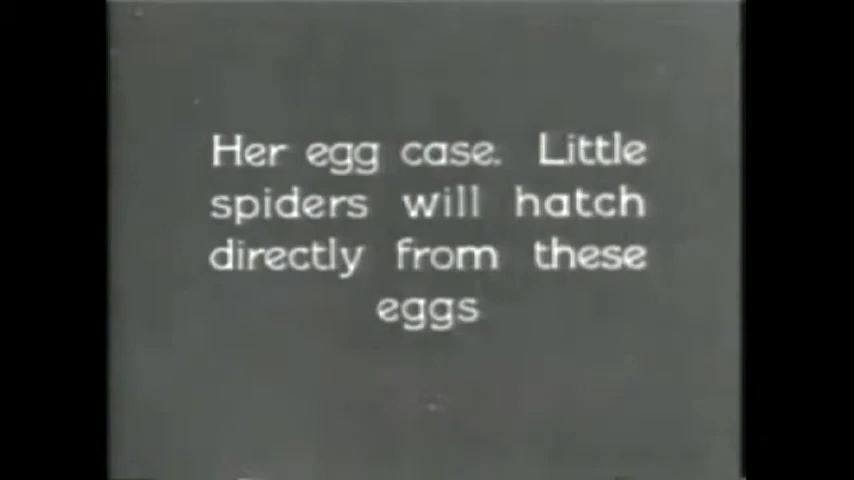 Her egg case. Little
spiders will hatch
directly from these
eggs